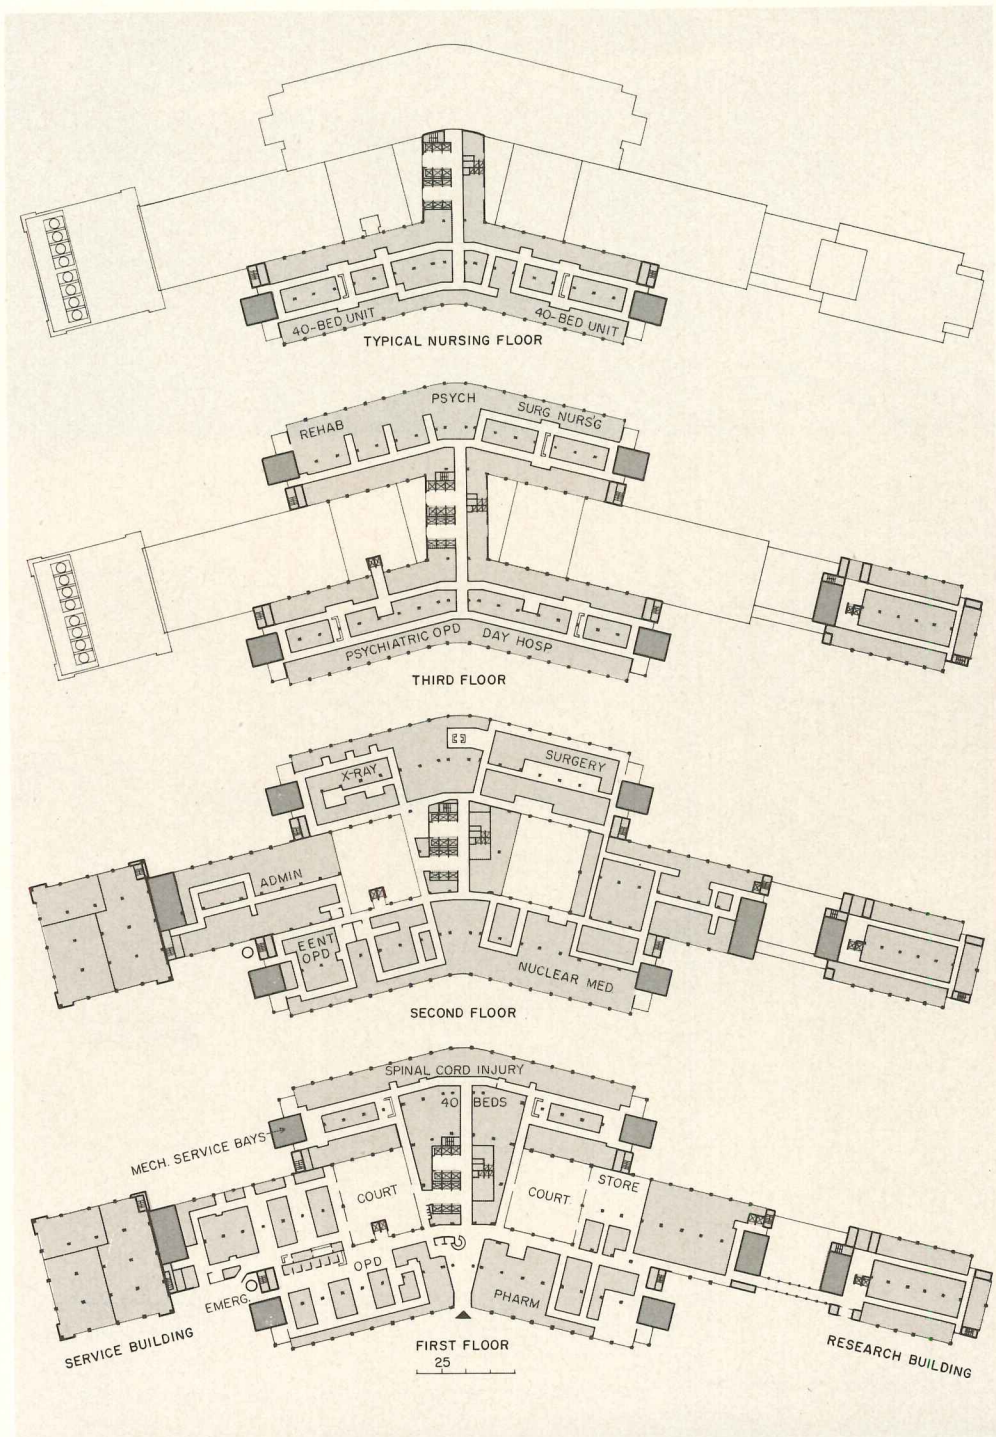 40-BED UNIT
40-BED UNIT
TYPICAL NURSING FLOOR
REHAB
PSYCH
SURG NURS'G
PSYCHIATRIC OPD
DAY HOSP
THIRD FLOOR
X-RAY
SURGERY
ADMIN
EENT
OPD
NUCLEAR MED
SECOND FLOOR
SPINAL CORD INJURY
40 BEDS
MECH. SERVICE BAYS
COURT
COURT.
STORE
OPD
EMERG.
PHARM
SERVICE BUILDING
FIRST FLOOR
RESEARCH BUILDING
25